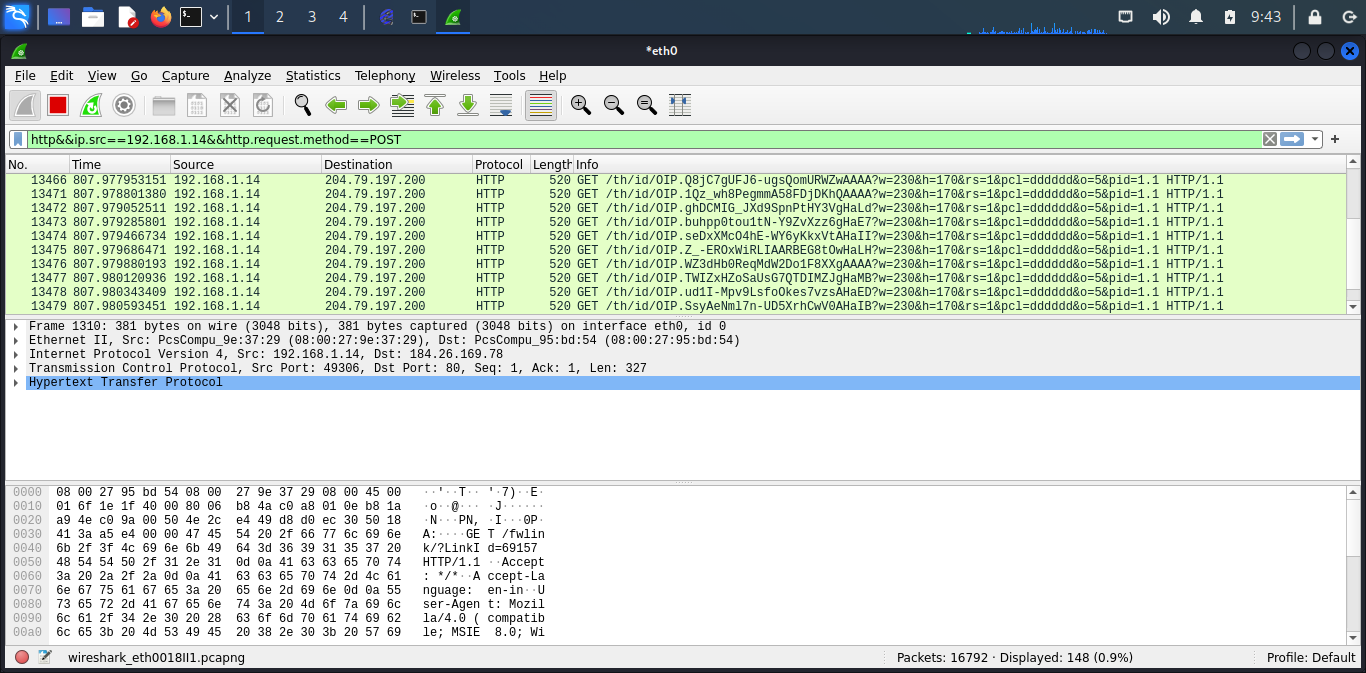 1 2 3 4 9:43
*eth0
File Edit View Go Capture Analyze Statistics Telephony Wireless Tools Help
http&&ip.src==192.168.1.14&&http.request.method==POST
No. Time Source Destination Protocol Length Info
13466 807.977953151 192.168.1.14 204.79.197.200 HTTP 520 GET /th/id/OIP.Q8jC7gUFJ6-ugsQomURWZwAAAA?w=230&h=170&rs=1&pcl=dddddd&o=5&pid=1.1 HTTP/1.1
13471 807.978801380 192.168.1.14 204.79.197.200 HTTP 520 GET /th/id/OIP.1Qz_wh8PegmmA58FDjDKhQAAAA?w=230&h=170&rs=1&pcl=dddddd&o=5&pid=1.1 HTTP/1.1
13472 807.979052511 192.168.1.14 204.79.197.200 HTTP 520 GET /th/id/OIP.ghDCMIG_JXd9SpnPtHY3VgHaLd?w=230&h=170&rs=1&pcl=dddddd&o=5&pid=1.1 HTTP/1.1
13473 807.979285801 192.168.1.14 204.79.197.200 HTTP 520 GET /th/id/OIP.buhpp0tou1tN-Y9ZvXzz6gHaE7?w=230&h=170&rs=1&pcl=dddddd&o=5&pid=1.1 HTTP/1.1
13474 807.979466734 192.168.1.14 204.79.197.200 HTTP 520 GET /th/id/OIP.seDxXMcO4hE-WY6yKkxVtAHaII?w=230&h=170&rs=1&pcl=dddddd&o=5&pid=1.1 HTTP/1.1
13475 807.979686471 192.168.1.14 204.79.197.200 HTTP 520 GET /th/id/OIP.Z_-EROxWiRLIAARBEG8tOwHaLH?w=230&h=170&rs=1&pcl=dddddd&o=5&pid=1.1 HTTP/1.1
13476 807.979880193 192.168.1.14 204.79.197.200 HTTP 520 GET /th/id/OIP.WZ3dHb0ReqMdW2Do1F8XXgAAAA?w=230&h=170&rs=1&pcl=dddddd&o=5&pid=1.1 HTTP/1.1
13477 807.980120936 192.168.1.14 204.79.197.200 HTTP 520 GET /th/id/OIP.TWIZxHZoSaUsG7QTDIMZJgHaMB?w=230&h=170&rs=1&pcl=dddddd&o=5&pid=1.1 HTTP/1.1
13478 807.980343409 192.168.1.14 204.79.197.200 HTTP 520 GET /th/id/OIP.ud1I-Mpv9LsfoOkes7vzsAHaED?w=230&h=170&rs=1&pcl=dddddd&o=5&pid=1.1 HTTP/1.1
13479 807.980593451 192.168.1.14 204.79.197.200 HTTP 520 GET /th/id/OIP.SsyAeNml7n-UD5XrhCwV0AHaIB?w=230&h=170&rs=1&pcl=dddddd&o=5&pid=1.1 HTTP/1.1
Frame 1310: 381 bytes on wire (3048 bits), 381 bytes captured (3048 bits) on interface eth0, id 0
Ethernet II, Src: PcsCompu_9e:37:29 (08:00:27:9e:37:29), Dst: PcsCompu_95:bd:54 (08:00:27:95:bd:54)
Internet Protocol Version 4, Src: 192.168.1.14, Dst: 184.26.169.78
Transmission Control Protocol, Src Port: 49306, Dst Port: 80, Seq: 1, Ack: 1, Len: 327
Hypertext Transfer Protocol
0000 08 00 27 95 bd 54 08 00 27 9e 37 29 08 00 45 00 ··'··T·· '·7)··E·
0010 01 6f 1e 1f 40 00 80 06 b8 4a c0 a8 01 0e b8 1a ·o··@··· ·J······
0020 a9 4e c0 9a 00 50 4e 2c e4 49 d8 d0 ec 30 50 18 ·N···PN, ·I···0P·
0030 41 3a a5 e4 00 00 47 45 54 20 2f 66 77 6c 69 6e A:····GE T /fwlin
0040 6b 2f 3f 4c 69 6e 6b 49 64 3d 36 39 31 35 37 20 k/?LinkI d=69157
0050 48 54 54 50 2f 31 2e 31 0d 0a 41 63 63 65 70 74 HTTP/1.1 ··Accept
0060 3a 20 2a 2f 2a 0d 0a 41 63 63 65 70 74 2d 4c 61 : */*··A ccept-La
0070 6e 67 75 61 67 65 3a 20 65 6e 2d 69 6e 0d 0a 55 nguage: en-in··U
0080 73 65 72 2d 41 67 65 6e 74 3a 20 4d 6f 7a 69 6c ser-Agen t: Mozil
0090 6c 61 2f 34 2e 30 20 28 63 6f 6d 70 61 74 69 62 la/4.0 ( compatib
00a0 6c 65 3b 20 4d 53 49 45 20 38 2e 30 3b 20 57 69 le; MSIE 8.0; Wi
wireshark_eth0018II1.pcapng Packets: 16792 · Displayed: 148 (0.9%) Profile: Default